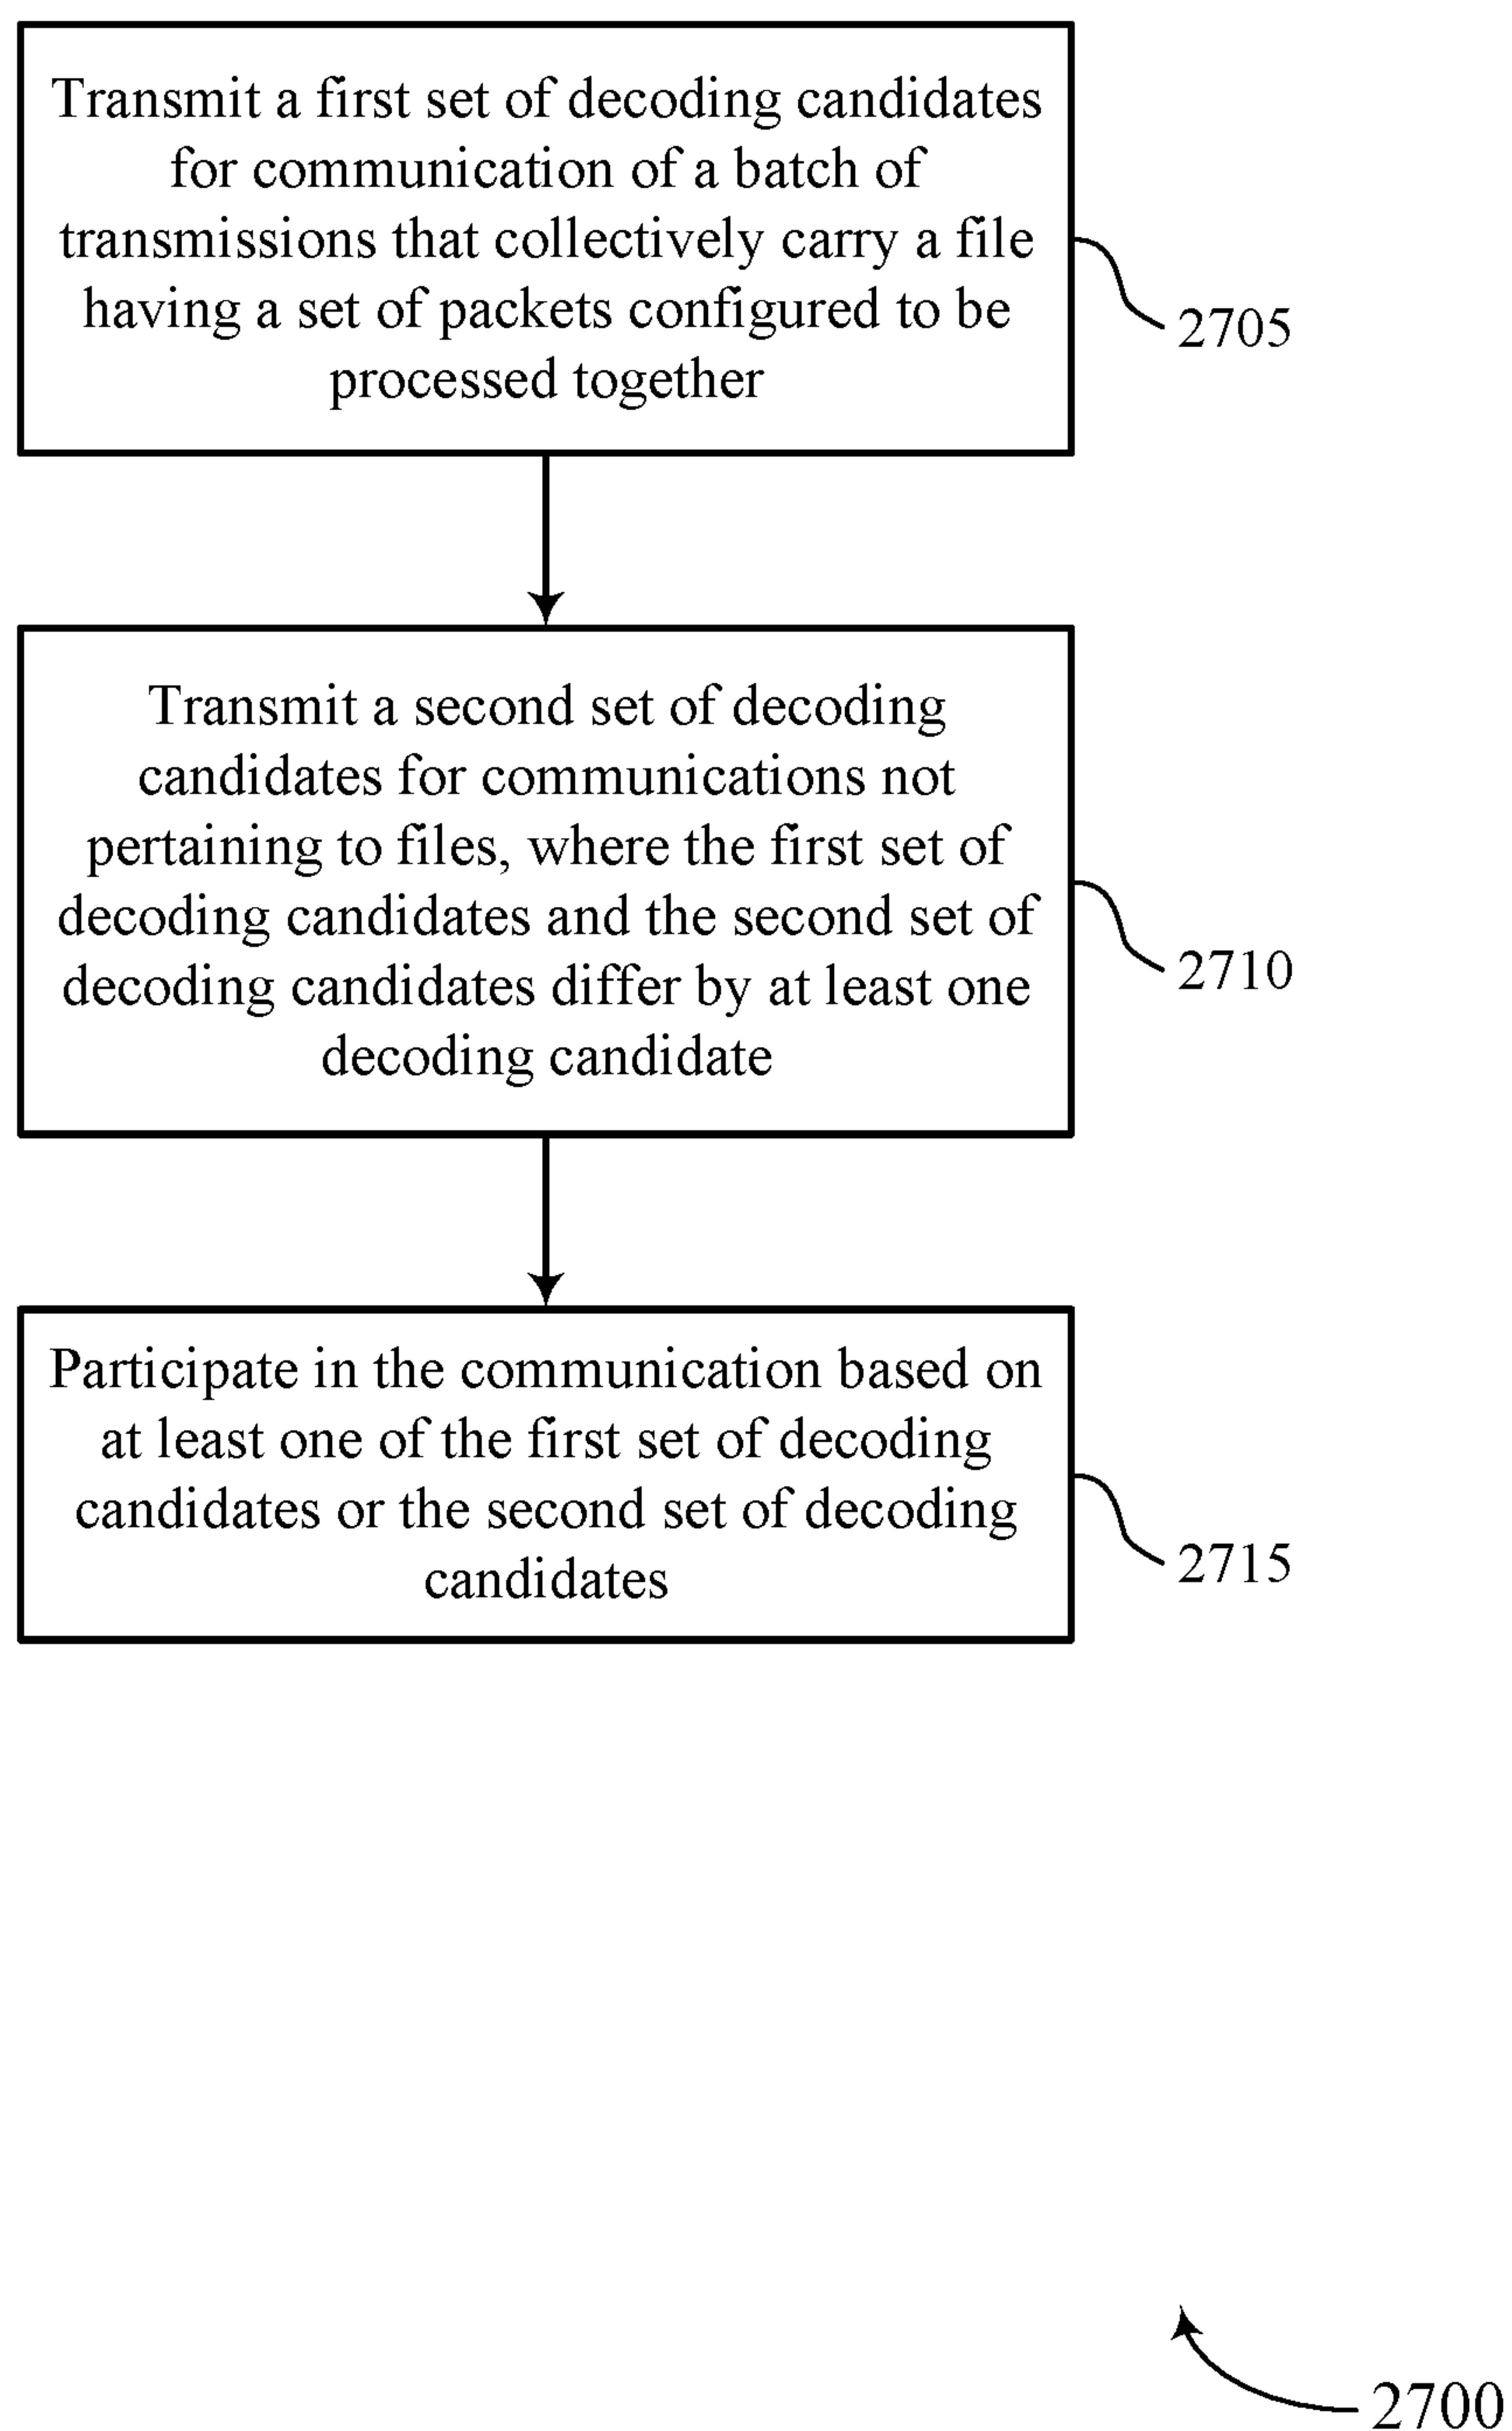 Transmit a first set of decoding candidates
for communication of a batch of
transmissions that collectively carry a file
having a set of packets configured to be
processed together
2705
Transmit a second set of decoding
candidates for communications not
pertaining to files, where the first set of
decoding candidates and the second set of
decoding candidates differ by at least one
decoding candidate
2710
Participate in the communication based on
at least one of the first set of decoding
candidates or the second set of decoding
candidates
2715
2700